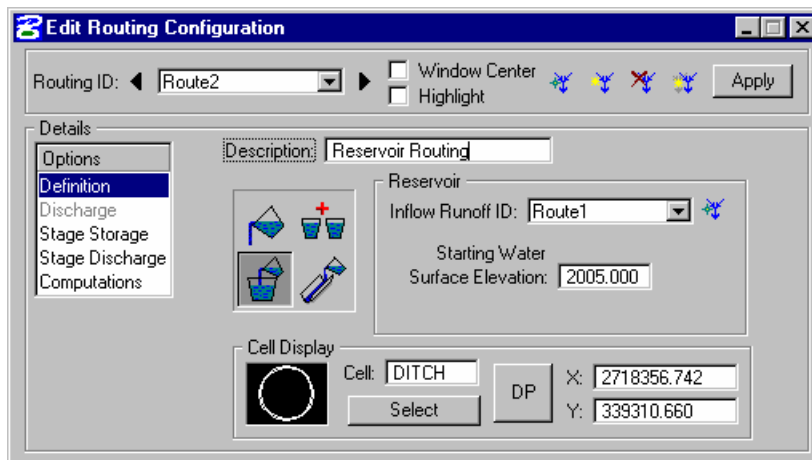 Edit Routing Configuration
Routing ID: Route2
Window Center
Highlight
Apply
Details
Options
Definition
Discharge
Stage Storage
Stage Discharge
Computations
Description: Reservoir Routing
Reservoir
Inflow Runoff ID: Route1
Starting Water
Surface Elevation: 2005.000
Cell Display
Cell: DITCH
Select
DP
X: 2718356.742
Y: 339310.660